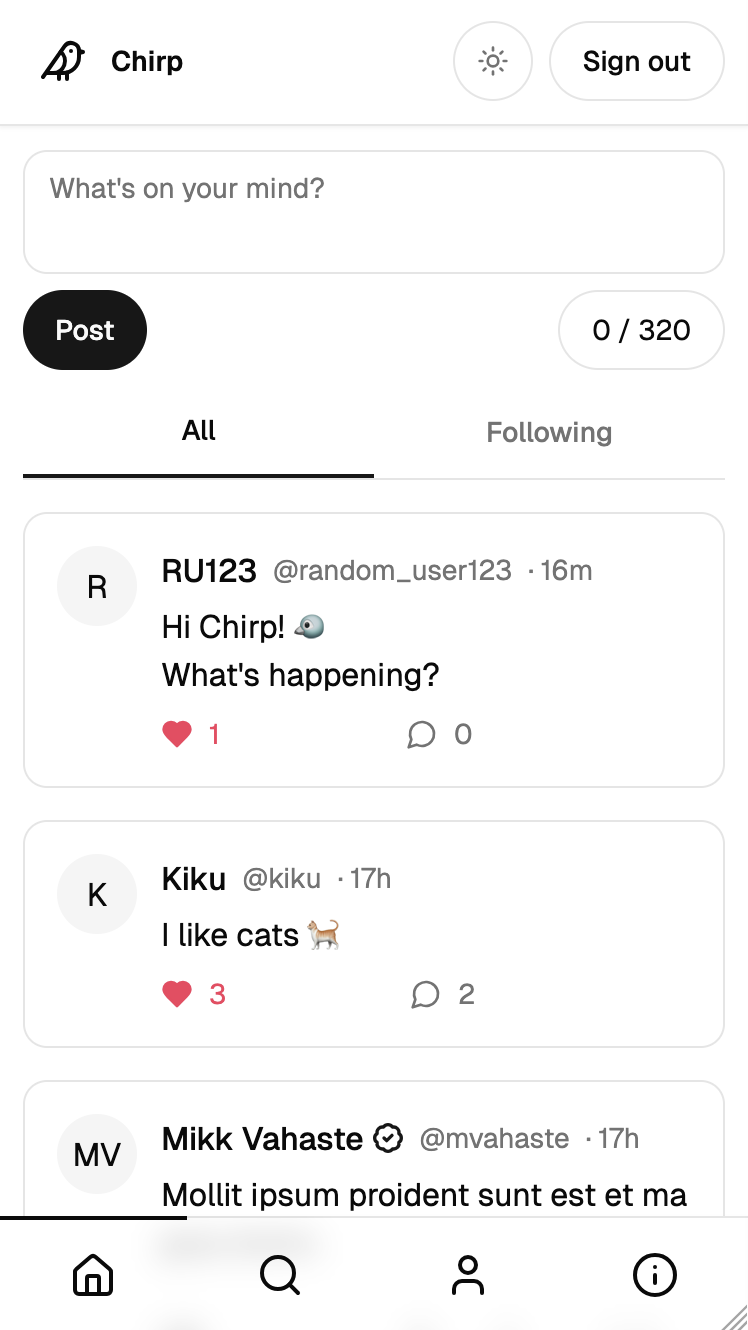 Chirp
Sign out
What's on your mind?
Post
0 / 320
All
Following
R
RU123 @random_user123 · 16m
Hi Chirp! 🐦
What's happening?
1 0
K
Kiku @kiku · 17h
I like cats 🐈
3 2
MV
Mikk Vahaste @mvahaste · 17h
Mollit ipsum proident sunt est et ma